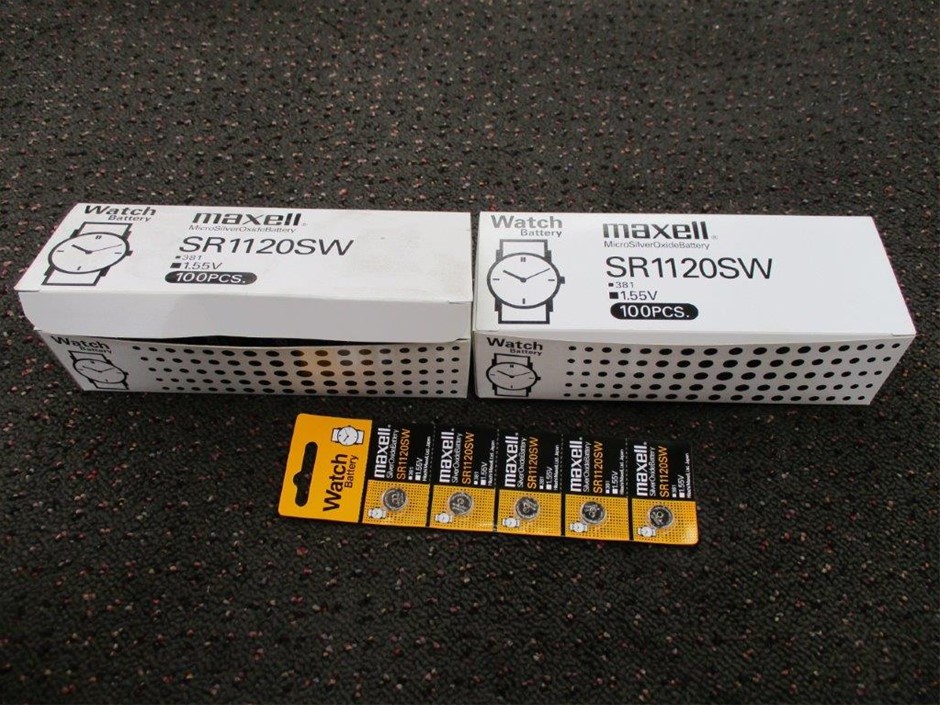 Watch
Battery
maxell
MicroSilverOxideBattery
SR1120SW
381
1.55V
100PCS.
Watch
Battery
Watch
Battery
maxell
MicroSilverOxideBattery
SR1120SW
381
1.55V
100PCS.
Watch
Battery
Watch
Battery
maxell
SilverOxideBattery
SR1120SW
381
1.55V
maxell
SilverOxideBattery
SR1120SW
381
1.55V
maxell
SilverOxideBattery
SR1120SW
381
1.55V
maxell
SilverOxideBattery
SR1120SW
381
1.55V
maxell
SilverOxideBattery
SR1120SW
381
1.55V